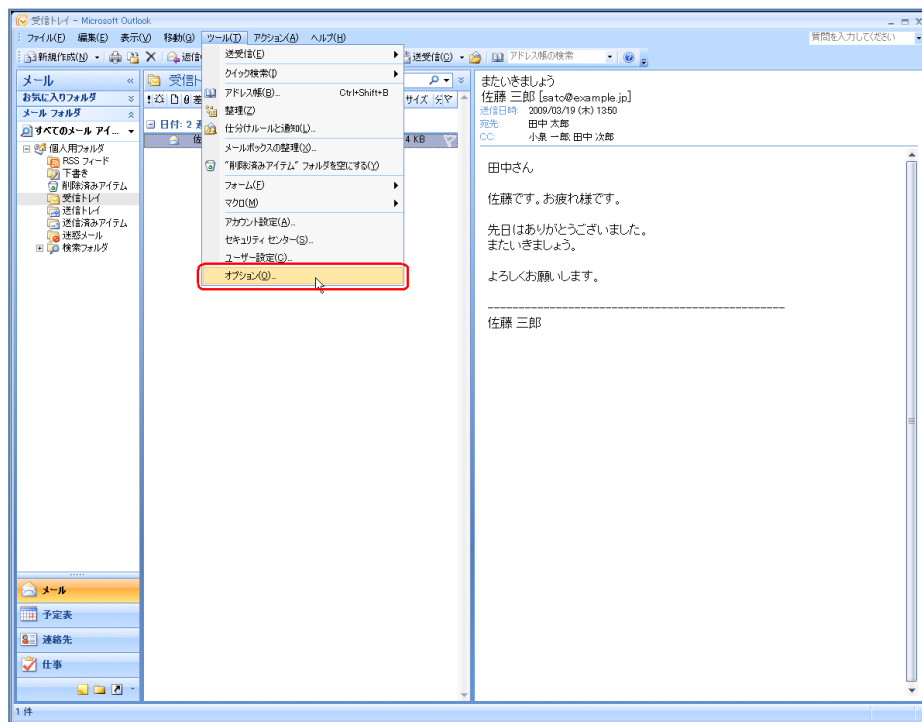 受信トレイ - Microsoft Outlook
ファイル(F) 編集(E) 表示(V) 移動(G) ツール(T) アクション(A) ヘルプ(H)
質問を入力してください
新規作成(N)
送受信(C)
アドレス帳の検索
メール
お気に入りフォルダ
メール フォルダ
すべてのメール アイ...
個人用フォルダ
RSS フィード
下書き
削除済みアイテム
受信トレイ
送信トレイ
送信済みアイテム
迷惑メール
検索フォルダ
サイズ
日付: 2
4 KB
送受信(E)
クイック検索(I)
アドレス帳(B)... Ctrl+Shift+B
整理(Z)
仕分けルールと通知(L)...
メールボックスの整理(X)...
"削除済みアイテム" フォルダを空にする(Y)
フォーム(F)
マクロ(M)
アカウント設定(A)...
セキュリティ センター(S)...
ユーザー設定(C)...
オプション(O)...
またいきましょう
佐藤 三郎 [sato@example.jp]
送信日時: 2009/03/19 (木) 13:50
宛先: 田中 太郎
CC: 小泉 一郎; 田中 次郎
田中さん
佐藤です。お疲れ様です。
先日はありがとうございました。
またいきましょう。
よろしくお願いします。
--------------------------------------------------
佐藤 三郎
メール
予定表
連絡先
仕事
1 件